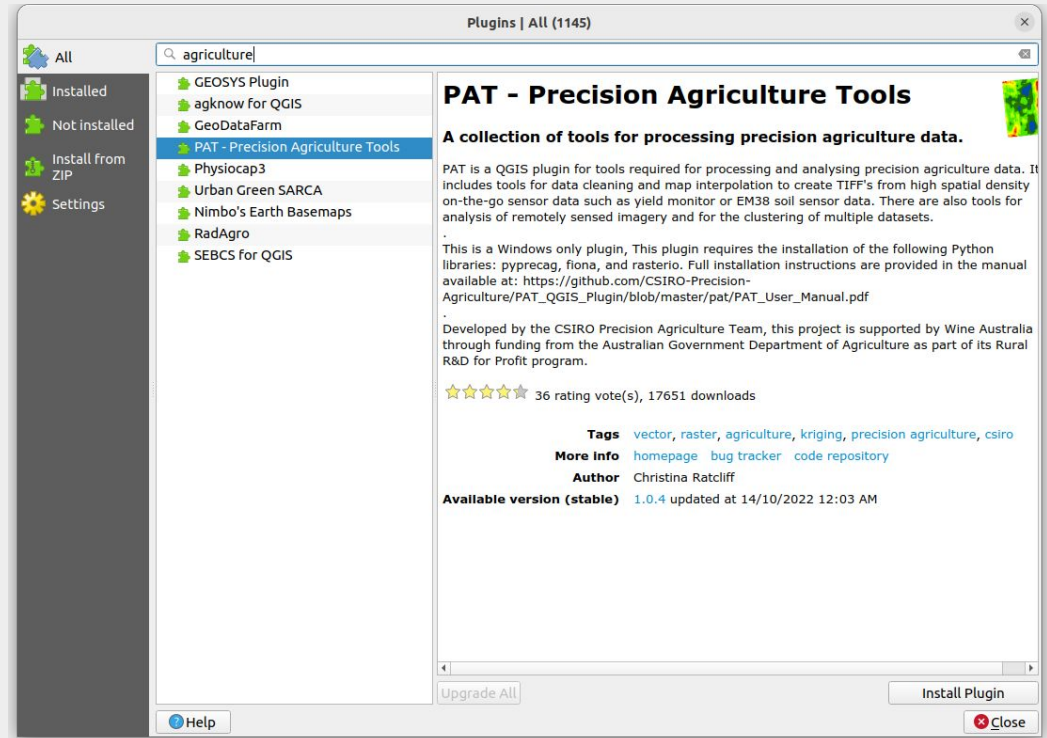 Plugins | All (1145)
All
Installed
Not installed
Install from
ZIP
Settings
agriculture
GEOSYS Plugin
agknow for QGIS
GeoDataFarm
PAT - Precision Agriculture Tools
Physiocap3
Urban Green SARCA
Nimbo's Earth Basemaps
RadAgro
SEBCS for QGIS
PAT - Precision Agriculture Tools
A collection of tools for processing precision agriculture data.
PAT is a QGIS plugin for tools required for processing and analysing precision agriculture data. It
includes tools for data cleaning and map interpolation to create TIFF's from high spatial density
on-the-go sensor data such as yield monitor or EM38 soil sensor data. There are also tools for
analysis of remotely sensed imagery and for the clustering of multiple datasets.
.
This is a Windows only plugin, This plugin requires the installation of the following Python
libraries: pyprecag, fiona, and rasterio. Full installation instructions are provided in the manual
available at: https://github.com/CSIRO-Precision-
Agriculture/PAT_QGIS_Plugin/blob/master/pat/PAT_User_Manual.pdf
.
Developed by the CSIRO Precision Agriculture Team, this project is supported by Wine Australia
through funding from the Australian Government Department of Agriculture as part of its Rural
R&D for Profit program.
36 rating vote(s), 17651 downloads
Tags vector, raster, agriculture, kriging, precision agriculture, csiro
More info homepage bug tracker code repository
Author Christina Ratcliff
Available version (stable) 1.0.4 updated at 14/10/2022 12:03 AM
Upgrade All
Install Plugin
Help
Close